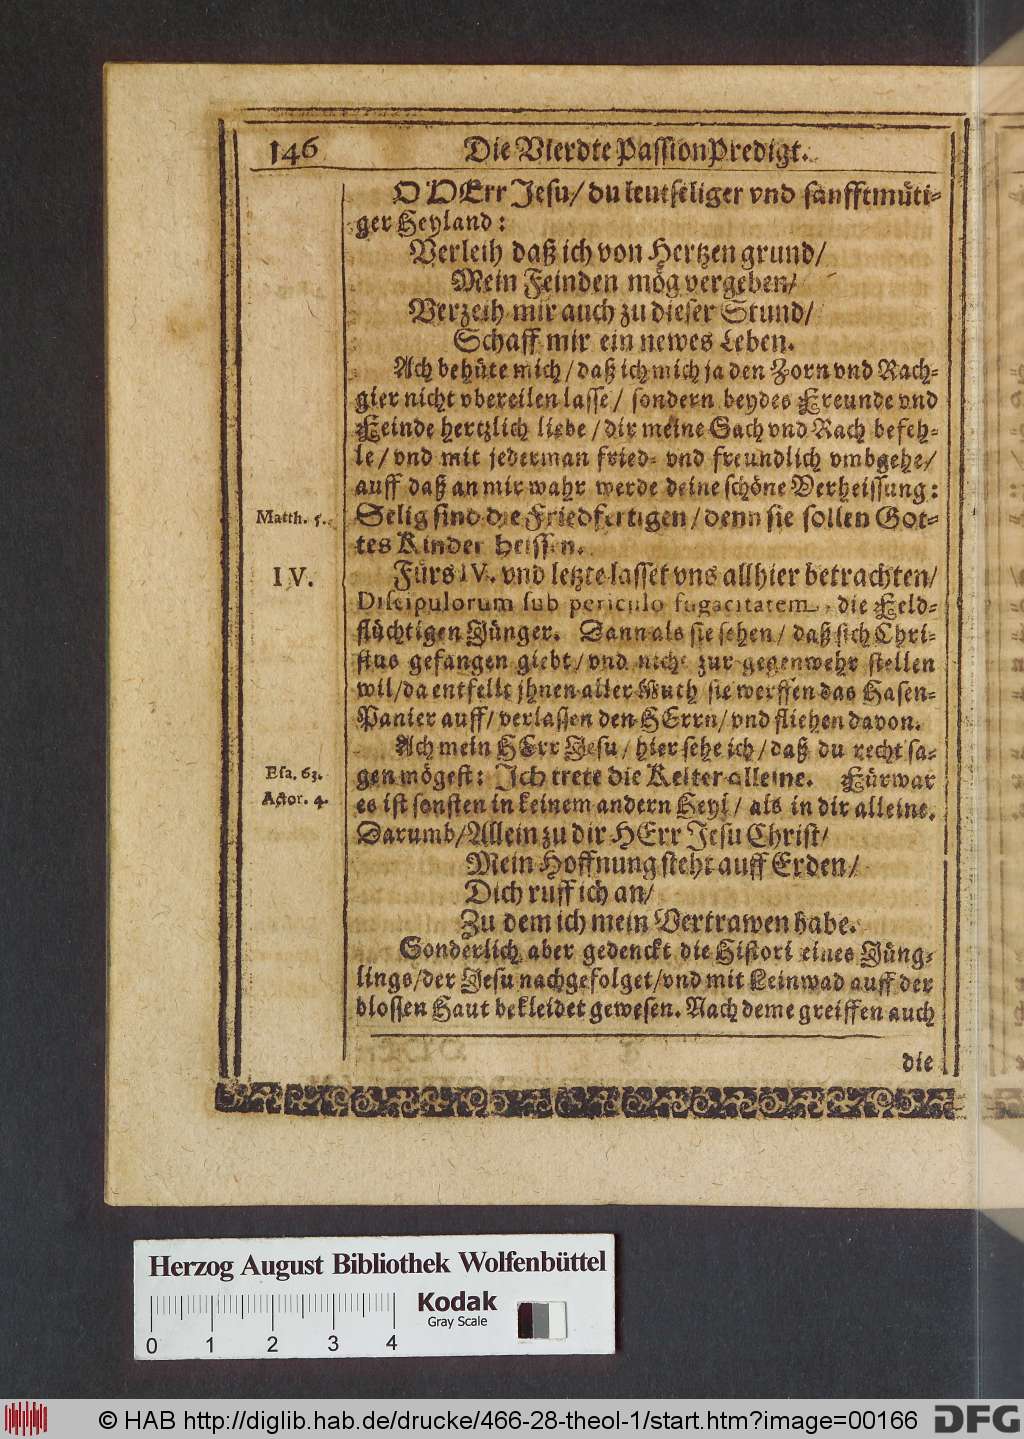 146 Die VIerdte PassionPredigt.
O HErr Jesu/ du leutseliger vnd sanfftmüti-
ger Heyland:
Verleih daß ich von Hertzen grund/
Mein Feinden mög vergeben/
Verzeih mir auch zu dieser Stund/
Schaff mir ein newes Leben.
Ach behüte mich/ daß ich mich ja den Zorn vnd Rach-
gier nicht vbereilen lasse/ sondern beydes Freunde vnd
Feinde hertzlich liebe/ dir meine Sach vnd Rach befeh-
le/ vnd mit jederman fried- vnd freundlich vmbgehe/
auff daß an mir wahr werde deine schöne Verheissung:
Matth. 5. Selig sind die Friedfertigen/ denn sie sollen Got-
tes Kinder heissen.
IV. Fürs IV. vnd letzte lasset vns allhier betrachten/
Discipulorum sub periculo fugacitatem, die Feld-
flüchtigen Jünger. Dann als sie sehen/ daß sich Chri-
stus gefangen giebt/ vnd nicht zur gegenwehr stellen
wil/ da entfellt jhnen aller Muth sie werffen das Hasen-
Panier auff/ verlassen den HErrn/ vnd fliehen davon.
Ach mein HErr Jesu/ hier sehe ich/ daß du recht sa-
Esa. 63. gen mögest: Ich trete die Kelter alleine. Fürwar
Actor. 4. es ist sonsten in keinem andern Heyl/ als in dir alleine.
Darumb/ Allein zu dir HErr Jesu Christ/
Mein Hoffnung steht auff Erden/
Dich ruff ich an/
Zu dem ich mein Vertrawen habe.
Sonderlich aber gedenckt die Histori eines Jüng-
lings/ der Jesu nachgefolget/ vnd mit Leinwad auff der
blossen Haut bekleidet gewesen. Nach deme greiffen auch
die
Herzog August Bibliothek Wolfenbüttel
Kodak
Gray Scale
0 1 2 3 4
© HAB http://diglib.hab.de/drucke/466-28-theol-1/start.htm?image=00166 DFG